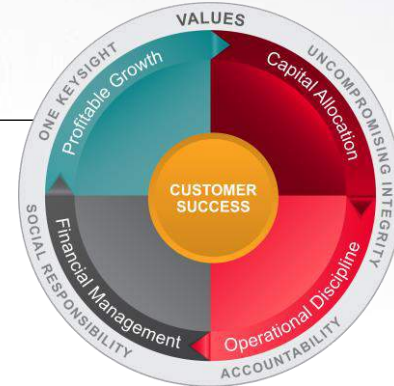 VALUES
ONE KEYSIGHT
UNCOMPROMISING INTEGRITY
Profitable Growth
Capital Allocation
CUSTOMER
SUCCESS
Financial Management
Operational Discipline
SOCIAL RESPONSIBILITY
ACCOUNTABILITY